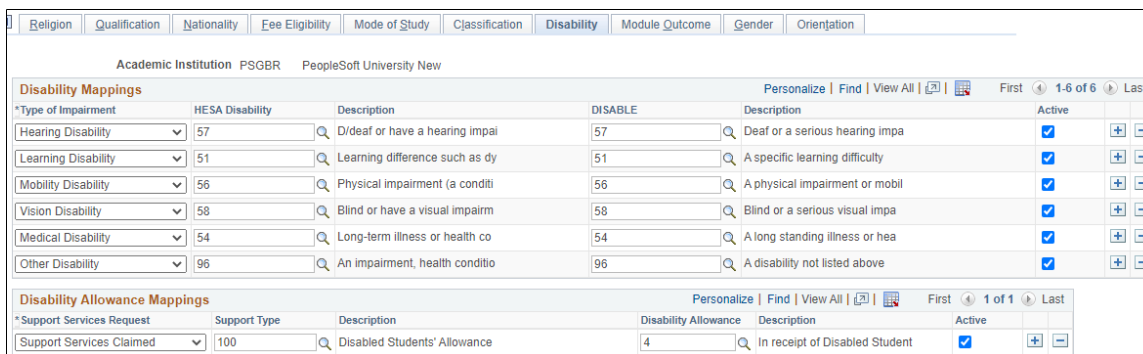 Religion Qualification Nationality Fee Eligibility Mode of Study Classification Disability Module Outcome Gender Orientation
Academic Institution PSGBR PeopleSoft University New
Disability Mappings Personalize | Find | View All | | First 1-6 of 6 Las
*Type of Impairment HESA Disability Description DISABLE Description Active
Hearing Disability 57 D/deaf or have a hearing impai 57 Deaf or a serious hearing impa
Learning Disability 51 Learning difference such as dy 51 A specific learning difficulty
Mobility Disability 56 Physical impairment (a conditi 56 A physical impairment or mobil
Vision Disability 58 Blind or have a visual impairm 58 Blind or a serious visual impa
Medical Disability 54 Long-term illness or health co 54 A long standing illness or hea
Other Disability 96 An impairment, health conditio 96 A disability not listed above
Disability Allowance Mappings Personalize | Find | View All | | First 1 of 1 Last
*Support Services Request Support Type Description Disability Allowance Description Active
Support Services Claimed 100 Disabled Students' Allowance 4 In receipt of Disabled Student